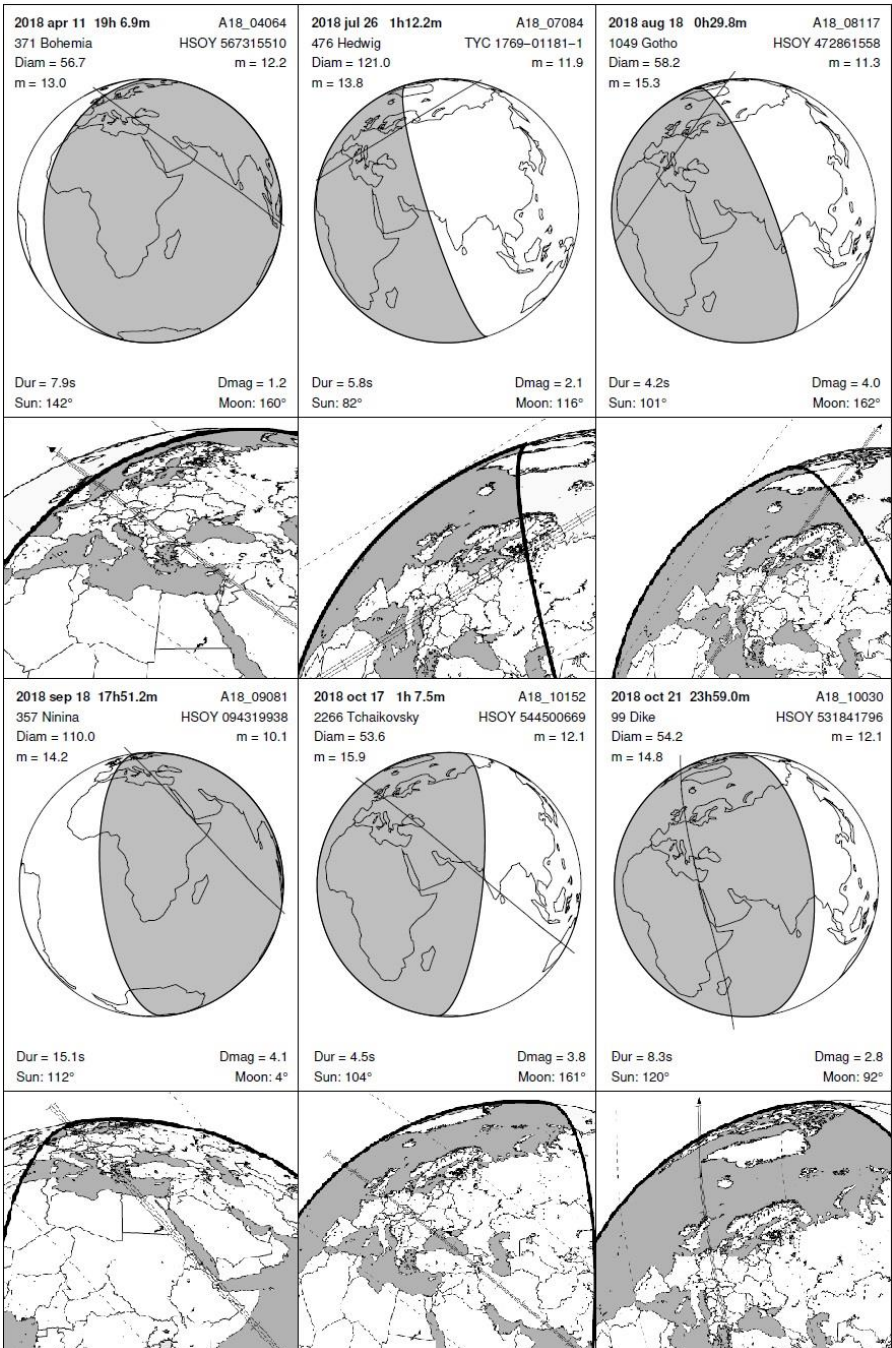 2018 apr 11 19h 6.9m A18_04064
371 Bohemia HSOY 567315510
Diam = 56.7 m = 12.2
m = 13.0
Dur = 7.9s Dmag = 1.2
Sun: 142° Moon: 160°
2018 jul 26 1h12.2m A18_07084
476 Hedwig TYC 1769–01181–1
Diam = 121.0 m = 11.9
m = 13.8
Dur = 5.8s Dmag = 2.1
Sun: 82° Moon: 116°
2018 aug 18 0h29.8m A18_08117
1049 Gotho HSOY 472861558
Diam = 58.2 m = 11.3
m = 15.3
Dur = 4.2s Dmag = 4.0
Sun: 101° Moon: 162°
2018 sep 18 17h51.2m A18_09081
357 Ninina HSOY 094319938
Diam = 110.0 m = 10.1
m = 14.2
Dur = 15.1s Dmag = 4.1
Sun: 112° Moon: 4°
2018 oct 17 1h 7.5m A18_10152
2266 Tchaikovsky HSOY 544500669
Diam = 53.6 m = 12.1
m = 15.9
Dur = 4.5s Dmag = 3.8
Sun: 104° Moon: 161°
2018 oct 21 23h59.0m A18_10030
99 Dike HSOY 531841796
Diam = 54.2 m = 12.1
m = 14.8
Dur = 8.3s Dmag = 2.8
Sun: 120° Moon: 92°